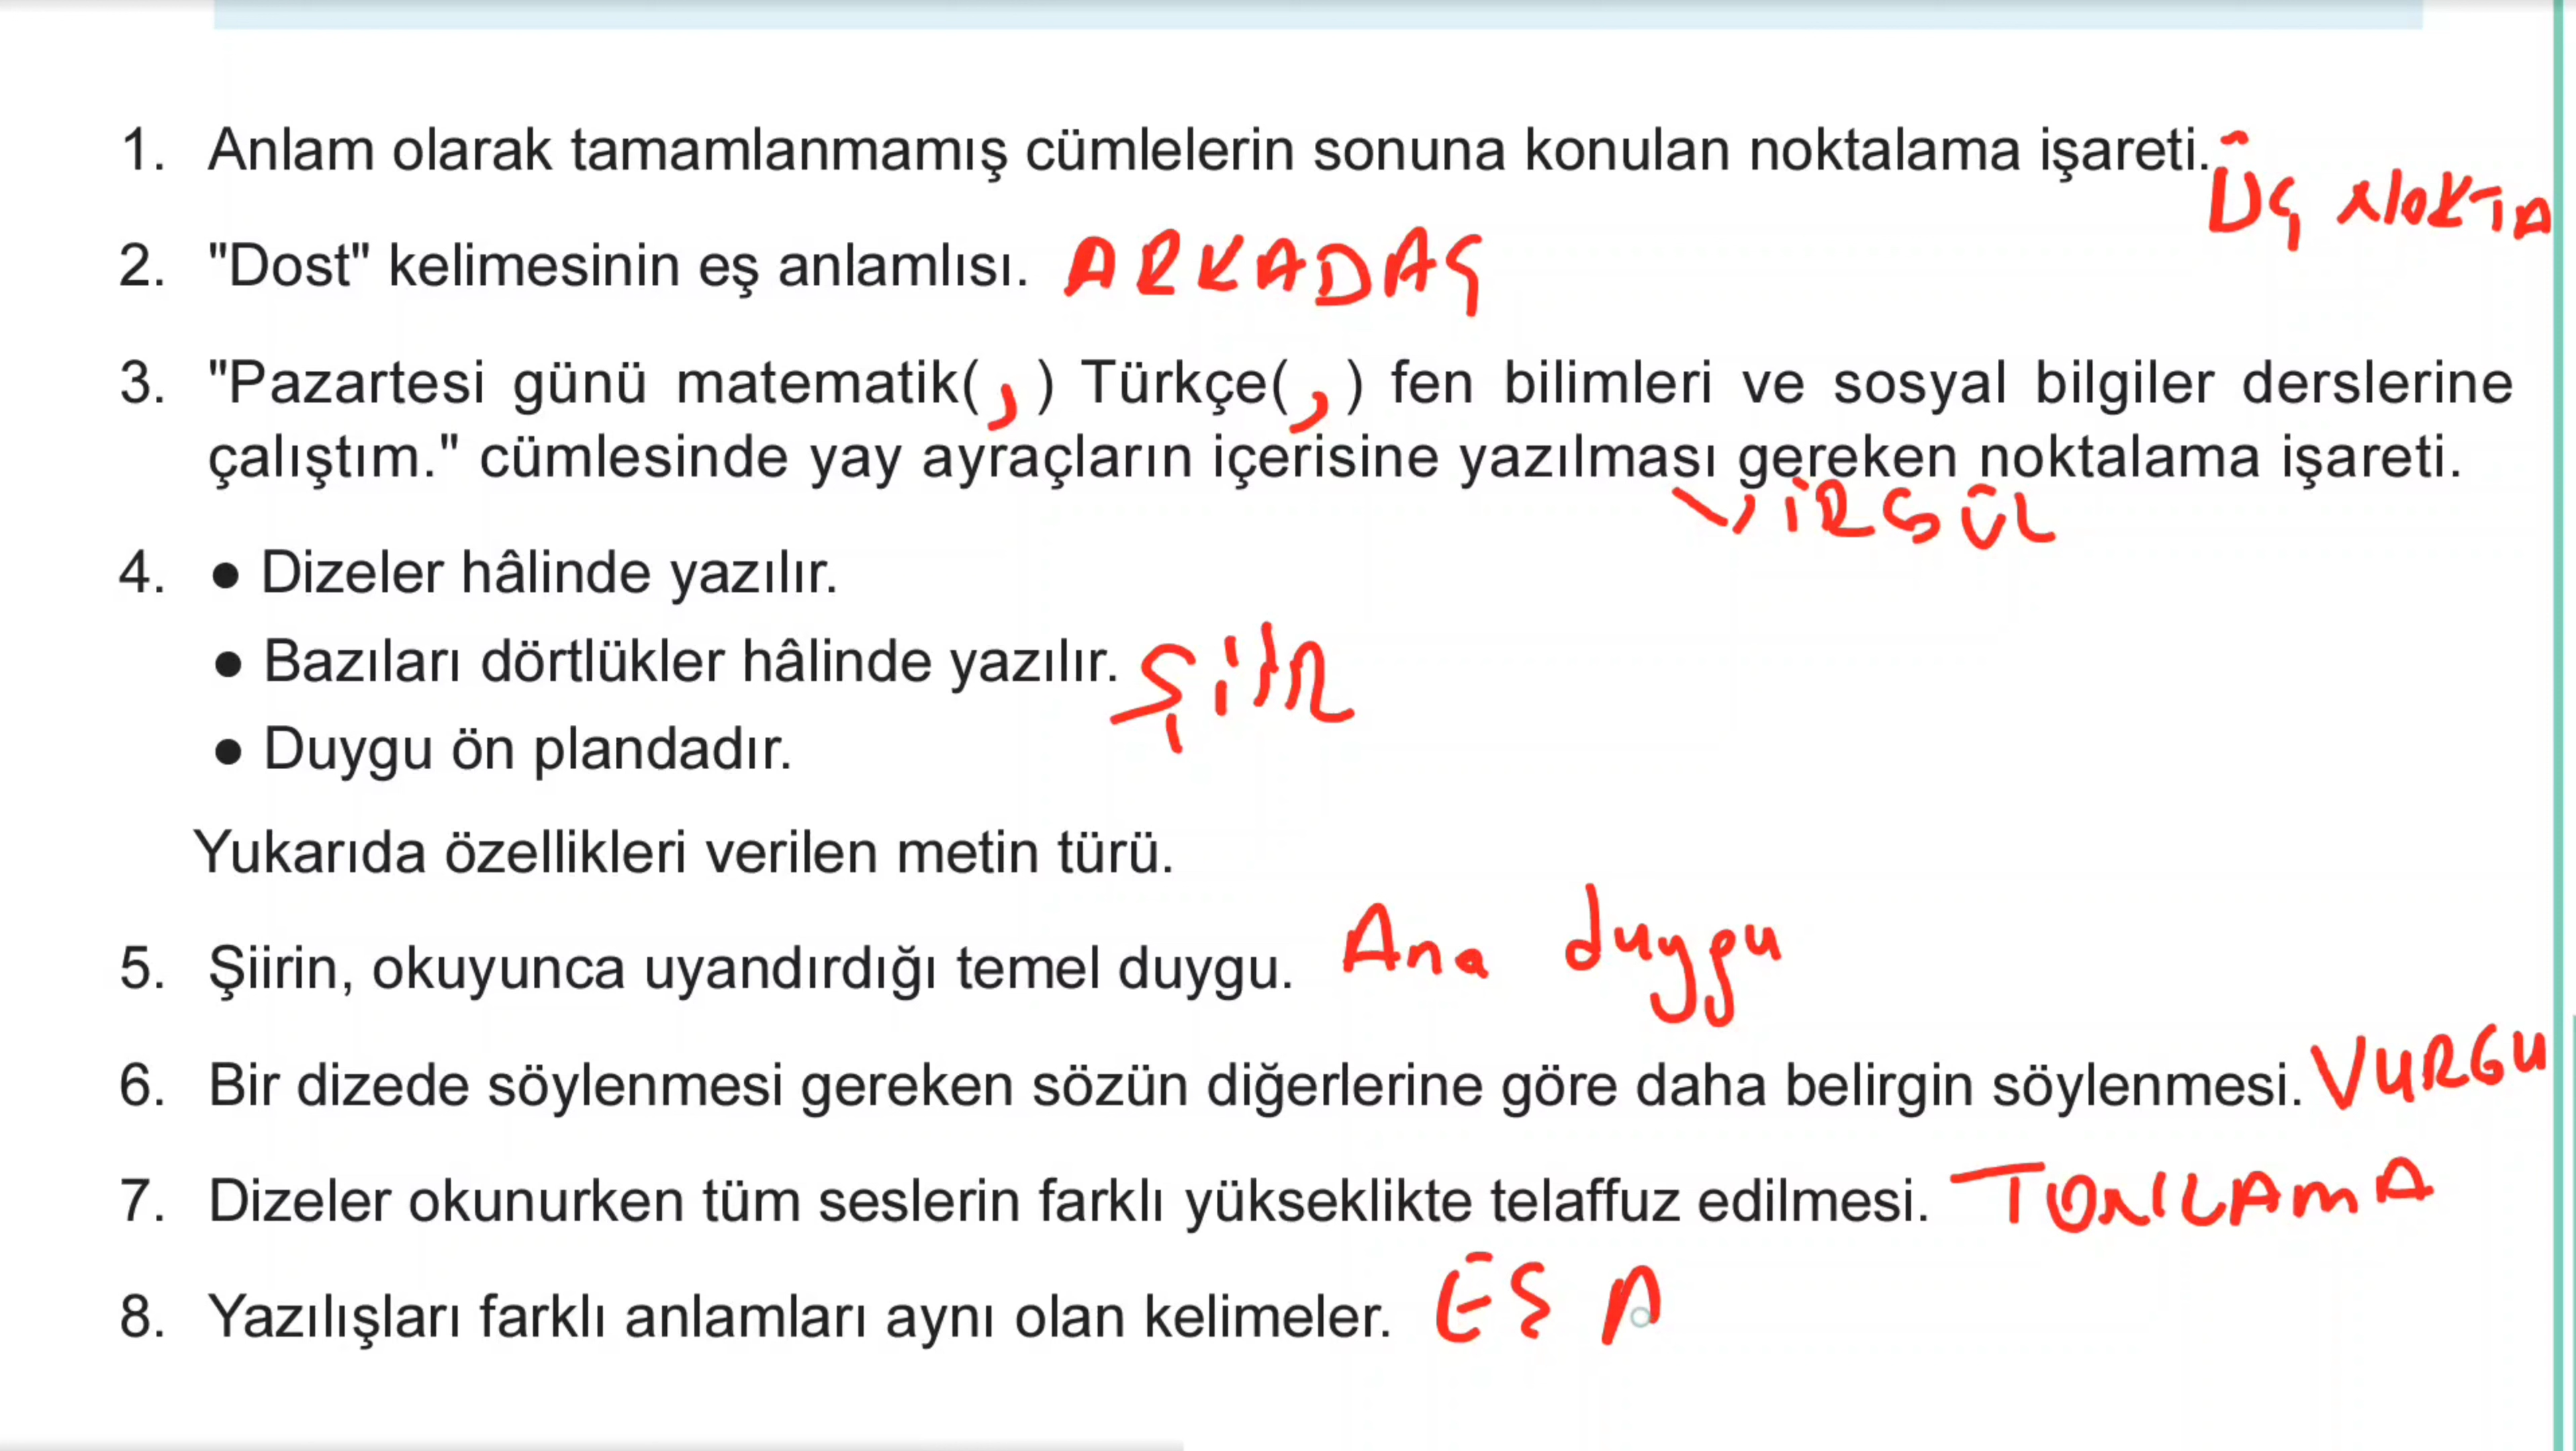 1. Anlam olarak tamamlanmamış cümlelerin sonuna konulan noktalama işareti. ÜÇ NOKTA
2. "Dost" kelimesinin eş anlamlısı. ARKADAŞ
3. "Pazartesi günü matematik(,) Türkçe(,) fen bilimleri ve sosyal bilgiler derslerine
çalıştım." cümlesinde yay ayraçların içerisine yazılması gereken noktalama işareti.
VİRGÜL
4. ● Dizeler hâlinde yazılır.
● Bazıları dörtlükler hâlinde yazılır. ŞİİR
● Duygu ön plandadır.
Yukarıda özellikleri verilen metin türü.
5. Şiirin, okuyunca uyandırdığı temel duygu. Ana duygu
6. Bir dizede söylenmesi gereken sözün diğerlerine göre daha belirgin söylenmesi. VURGU
7. Dizeler okunurken tüm seslerin farklı yükseklikte telaffuz edilmesi. TONLAMA
8. Yazılışları farklı anlamları aynı olan kelimeler. EŞ A